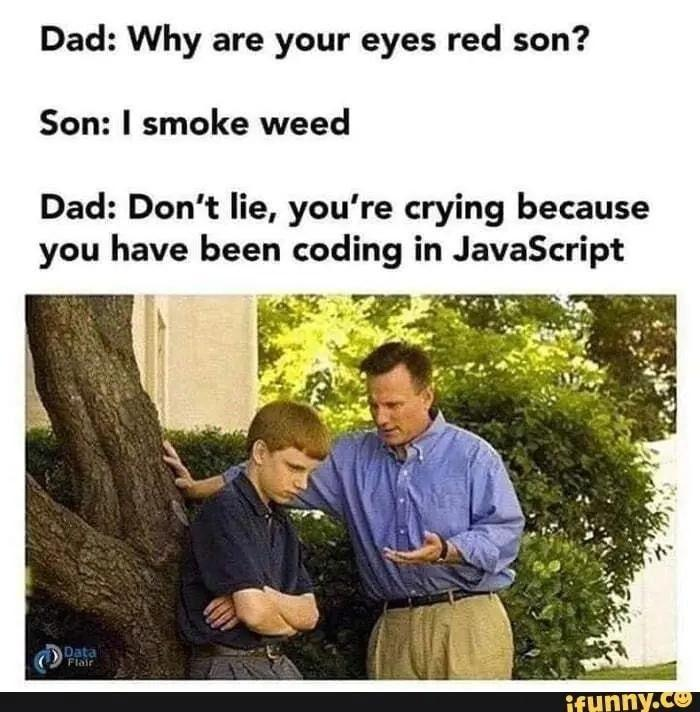 Dad: Why are your eyes red son?
Son: I smoke weed
Dad: Don't lie, you're crying because
you have been coding in JavaScript
Data
Flair
ifunny.co